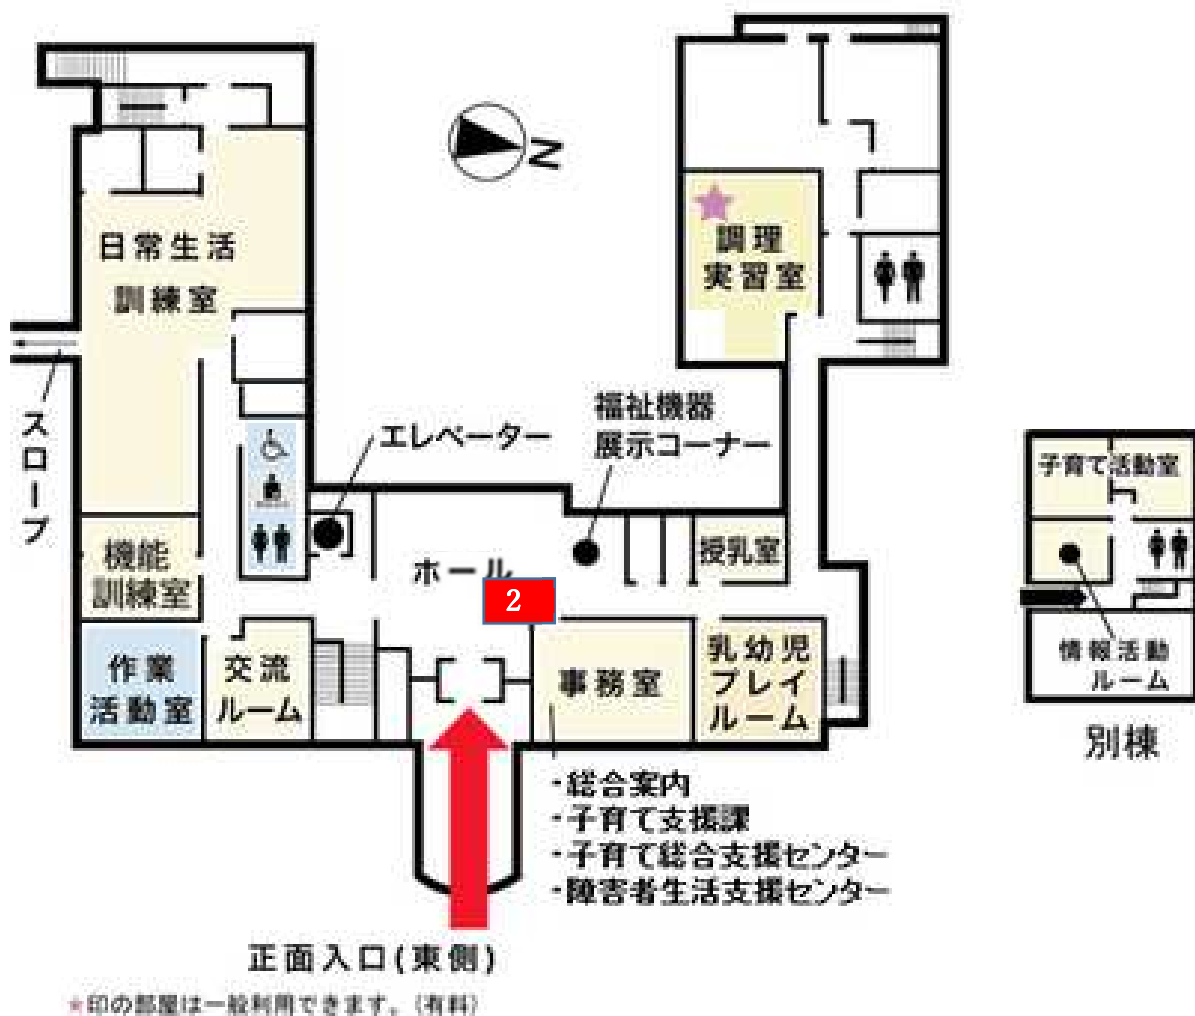 N
日常生活
訓練室
調理
実習室
スロープ
エレベーター
福祉機器
展示コーナー
子育て活動室
機能
訓練室
ホール
授乳室
2
作業
活動室
交流
ルーム
事務室
乳幼児
プレイ
ルーム
情報活動
ルーム
別棟
・総合案内
・子育て支援課
・子育て総合支援センター
・障害者生活支援センター
正面入口(東側)
★印の部屋は一般利用できます。(有料)